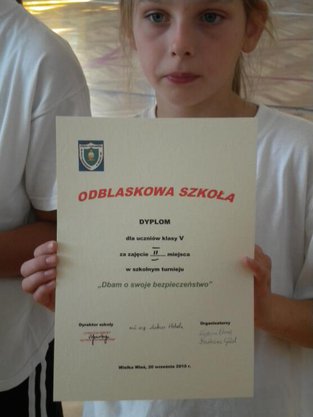 ODBLASKOWA SZKOŁA
DYPLOM
dla uczniów klasy V
za zajęcie II miejsca
w szkolnym turnieju
„Dbam o swoje bezpieczeństwo”
Dyrektor szkoły
Organizatorzy
Wielka Wieś, 20 września 2015 r.